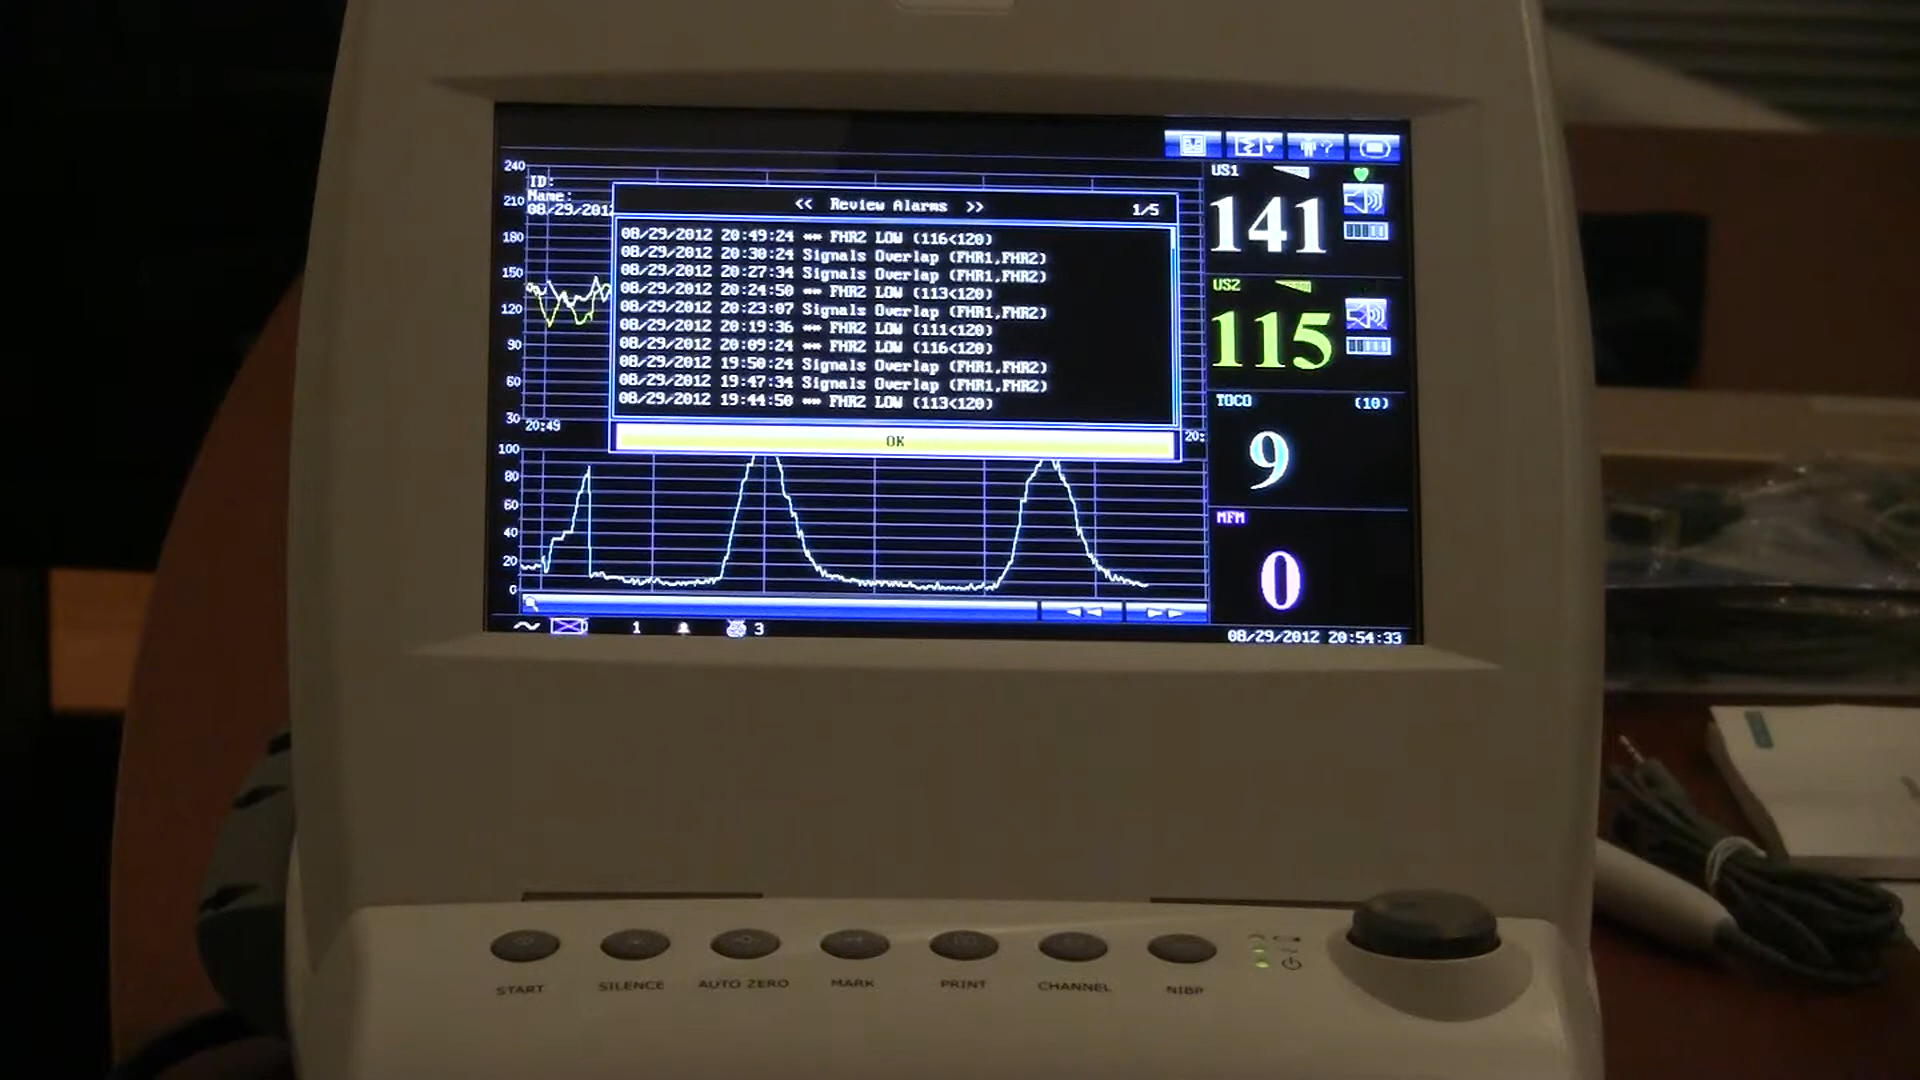 240
210
180
150
120
90
60
30
ID:
Name:
08/29/2012
<< Review Alarms >> 1/5
08/29/2012 20:49:24 ** FHR2 LOW (116<120)
08/29/2012 20:30:24 Signals Overlap (FHR1,FHR2)
08/29/2012 20:27:34 Signals Overlap (FHR1,FHR2)
08/29/2012 20:24:50 ** FHR2 LOW (113<120)
08/29/2012 20:23:07 Signals Overlap (FHR1,FHR2)
08/29/2012 20:19:36 ** FHR2 LOW (111<120)
08/29/2012 20:09:24 ** FHR2 LOW (116<120)
08/29/2012 19:50:24 Signals Overlap (FHR1,FHR2)
08/29/2012 19:47:34 Signals Overlap (FHR1,FHR2)
08/29/2012 19:44:50 ** FHR2 LOW (113<120)
OK
20:49
20:
100
80
60
40
20
0
US1
141
US2
115
TOCO (10)
9
MFM
0
1 3
08/29/2012 20:54:33
START SILENCE AUTO ZERO MARK PRINT CHANNEL NIBP